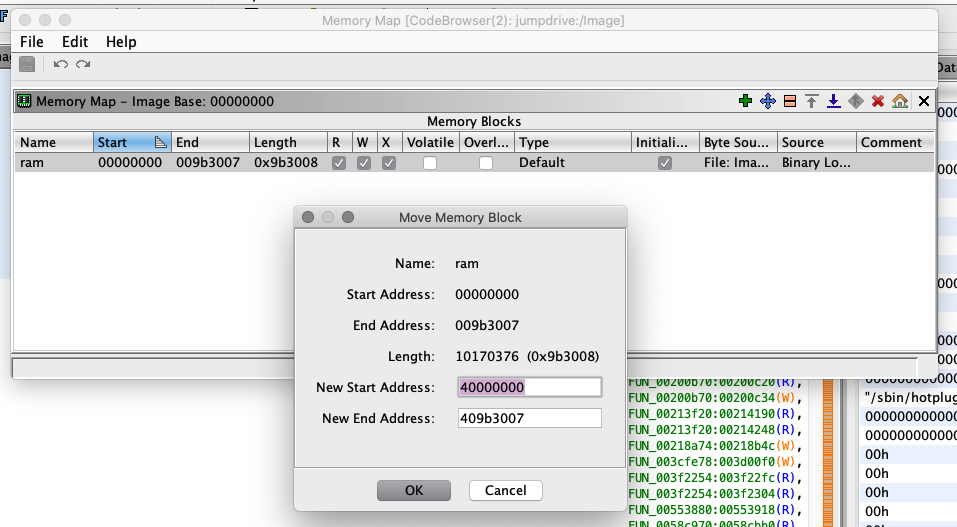 Memory Map [CodeBrowser(2): jumpdrive:/Image]
File Edit Help
Memory Map - Image Base: 00000000
Memory Blocks
Name Start End Length R W X Volatile Overl... Type Initiali... Byte Sou... Source Comment
ram 00000000 009b3007 0x9b3008 Default File: Ima... Binary Lo...
Move Memory Block
Name: ram
Start Address: 00000000
End Address: 009b3007
Length: 10170376 (0x9b3008)
New Start Address: 40000000
New End Address: 409b3007
OK Cancel
FUN_00200b70:00200c20(R),
FUN_00200b70:00200c34(W),
FUN_00213f20:00214190(R),
FUN_00213f20:00214248(R),
FUN_00218a74:00218b4c(W),
FUN_003cfe78:003d00f0(W),
FUN_003f2254:003f22fc(R),
FUN_003f2254:003f2304(R),
FUN_00553880:00553918(R),
FUN_0058c970:0058cbb0(R),
Data
"/sbin/hotplug
000000000000
000000000000
00h
00h
00h
00h